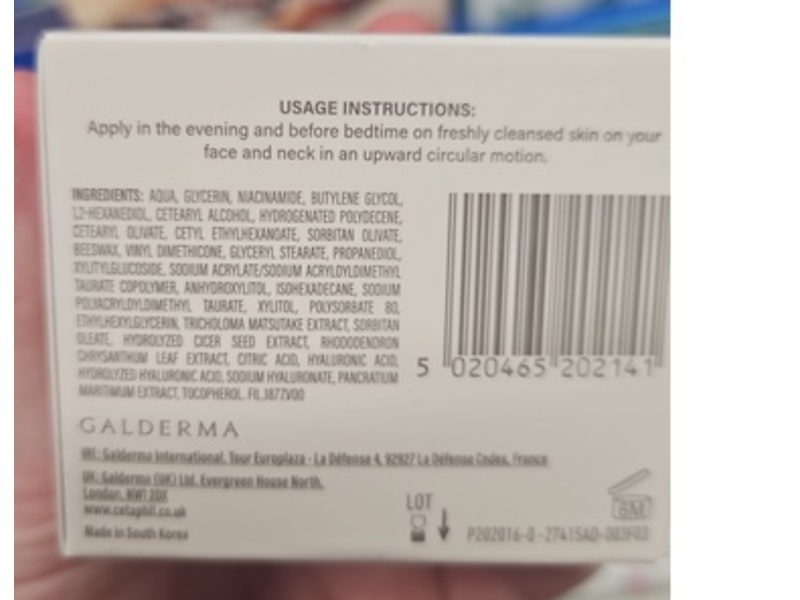 USAGE INSTRUCTIONS:
Apply in the evening and before bedtime on freshly cleansed skin on your
face and neck in an upward circular motion.
INGREDIENTS: AQUA, GLYCERIN, NIACINAMIDE, BUTYLENE GLYCOL,
1,2-HEXANEDIOL, CETEARYL ALCOHOL, HYDROGENATED POLYDECENE,
CETEARYL OLIVATE, CETYL ETHYLHEXANOATE, SORBITAN OLIVATE,
BEESWAX, VINYL DIMETHICONE, GLYCERYL STEARATE, PROPANEDIOL,
XYLITYLGLUCOSIDE, SODIUM ACRYLATE/SODIUM ACRYLOYLDIMETHYL
TAURATE COPOLYMER, ANHYDROXYLITOL, ISOHEXADECANE, SODIUM
POLYACRYLOYLDIMETHYL TAURATE, XYLITOL, POLYSORBATE 80,
ETHYLHEXYLGLYCERIN, TRICHOLOMA MATSUTAKE EXTRACT, SORBITAN
OLEATE, HYDROLYZED CICER SEED EXTRACT, RHODODENDRON
CHRYSANTHUM LEAF EXTRACT, CITRIC ACID, HYALURONIC ACID,
HYDROLYZED HYALURONIC ACID, SODIUM HYALURONATE, PANCRATIUM
MARITIMUM EXTRACT, TOCOPHEROL. FIL.1877V00
5 020465 202141
GALDERMA
IRE: Galderma International, Tour Europlaza - La Défense 4, 92927 La Défense Cedex, France
UK: Galderma (UK) Ltd, Evergreen House North,
London, NW1 2DX
www.cetaphil.co.uk
Made in South Korea
LOT
6M